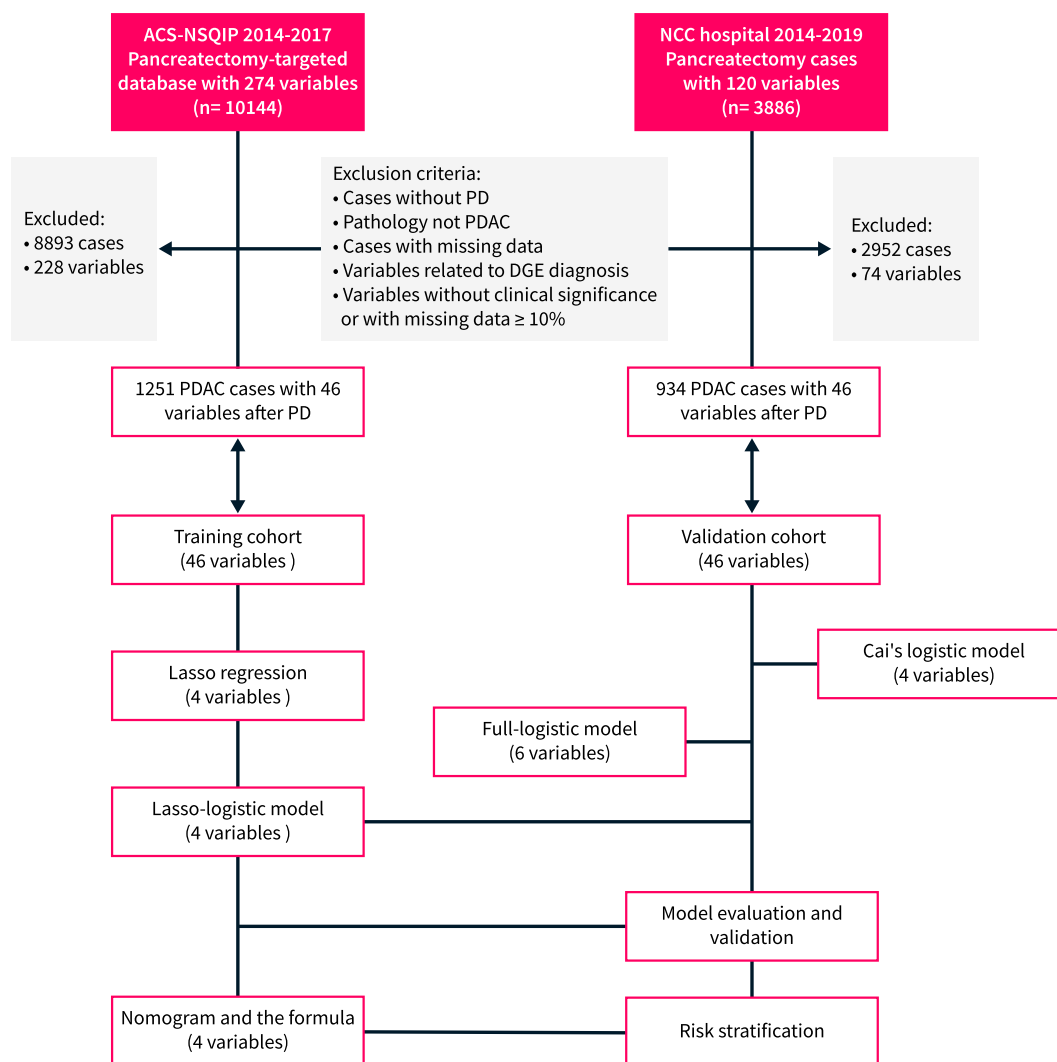 ACS-NSQIP 2014-2017
Pancreatectomy-targeted
database with 274 variables
(n= 10144)
NCC hospital 2014-2019
Pancreatectomy cases
with 120 variables
(n= 3886)
Excluded:
• 8893 cases
• 228 variables
Exclusion criteria:
• Cases without PD
• Pathology not PDAC
• Cases with missing data
• Variables related to DGE diagnosis
• Variables without clinical significance
or with missing data ≥ 10%
Excluded:
• 2952 cases
• 74 variables
1251 PDAC cases with 46
variables after PD
934 PDAC cases with 46
variables after PD
Training cohort
(46 variables )
Validation cohort
(46 variables)
Lasso regression
(4 variables )
Cai's logistic model
(4 variables)
Full-logistic model
(6 variables)
Lasso-logistic model
(4 variables )
Model evaluation and
validation
Nomogram and the formula
(4 variables)
Risk stratification